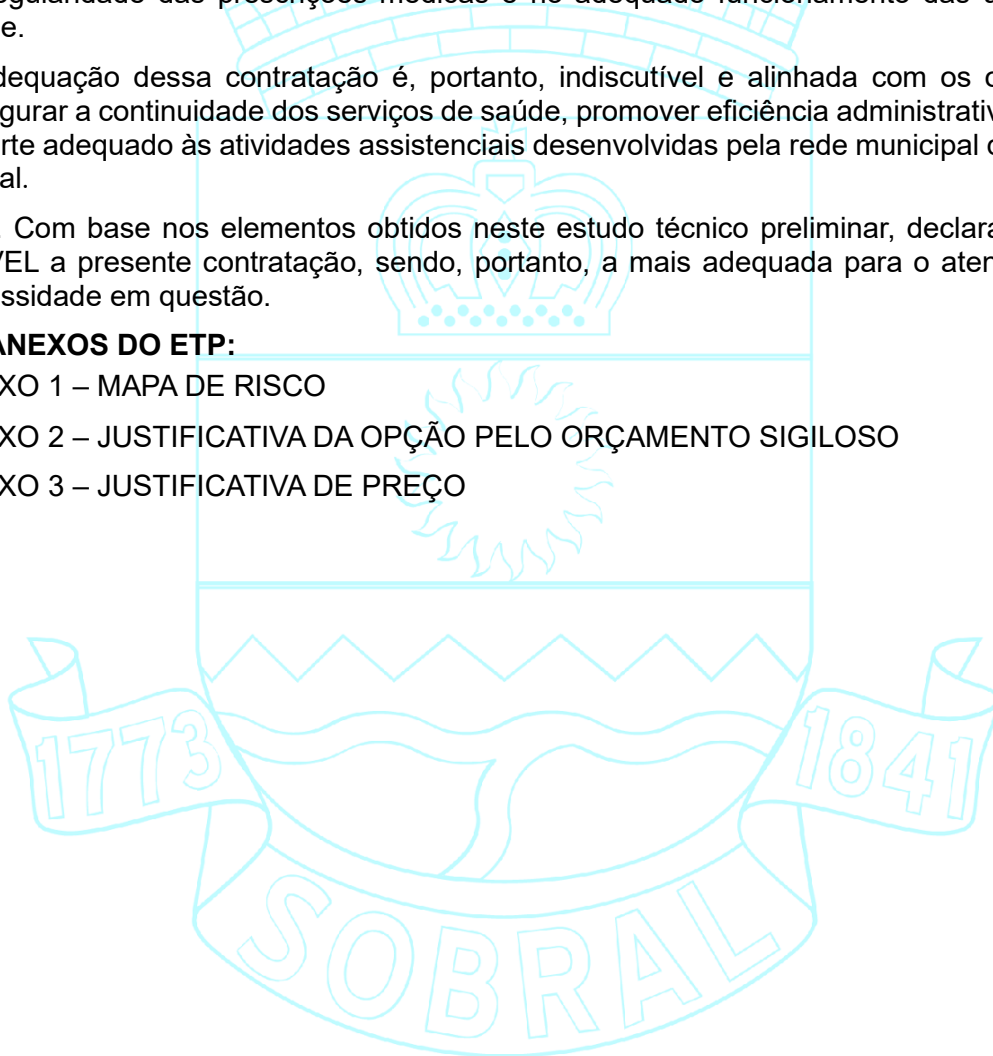 regularidade das prescrições médicas e no adequado funcionamento das
e.
dequação dessa contratação é, portanto, indiscutível e alinhada com os
gurar a continuidade dos serviços de saúde, promover eficiência administrativ
rte adequado às atividades assistenciais desenvolvidas pela rede municipal
al.
. Com base nos elementos obtidos neste estudo técnico preliminar, declara
VEL a presente contratação, sendo, portanto, a mais adequada para o aten
ssidade em questão.
ANEXOS DO ETP:
XO 1 – MAPA DE RISCO
XO 2 – JUSTIFICATIVA DA OPÇÃO PELO ORÇAMENTO SIGILOSO
XO 3 – JUSTIFICATIVA DE PREÇO
1773
1841
SOBRAL